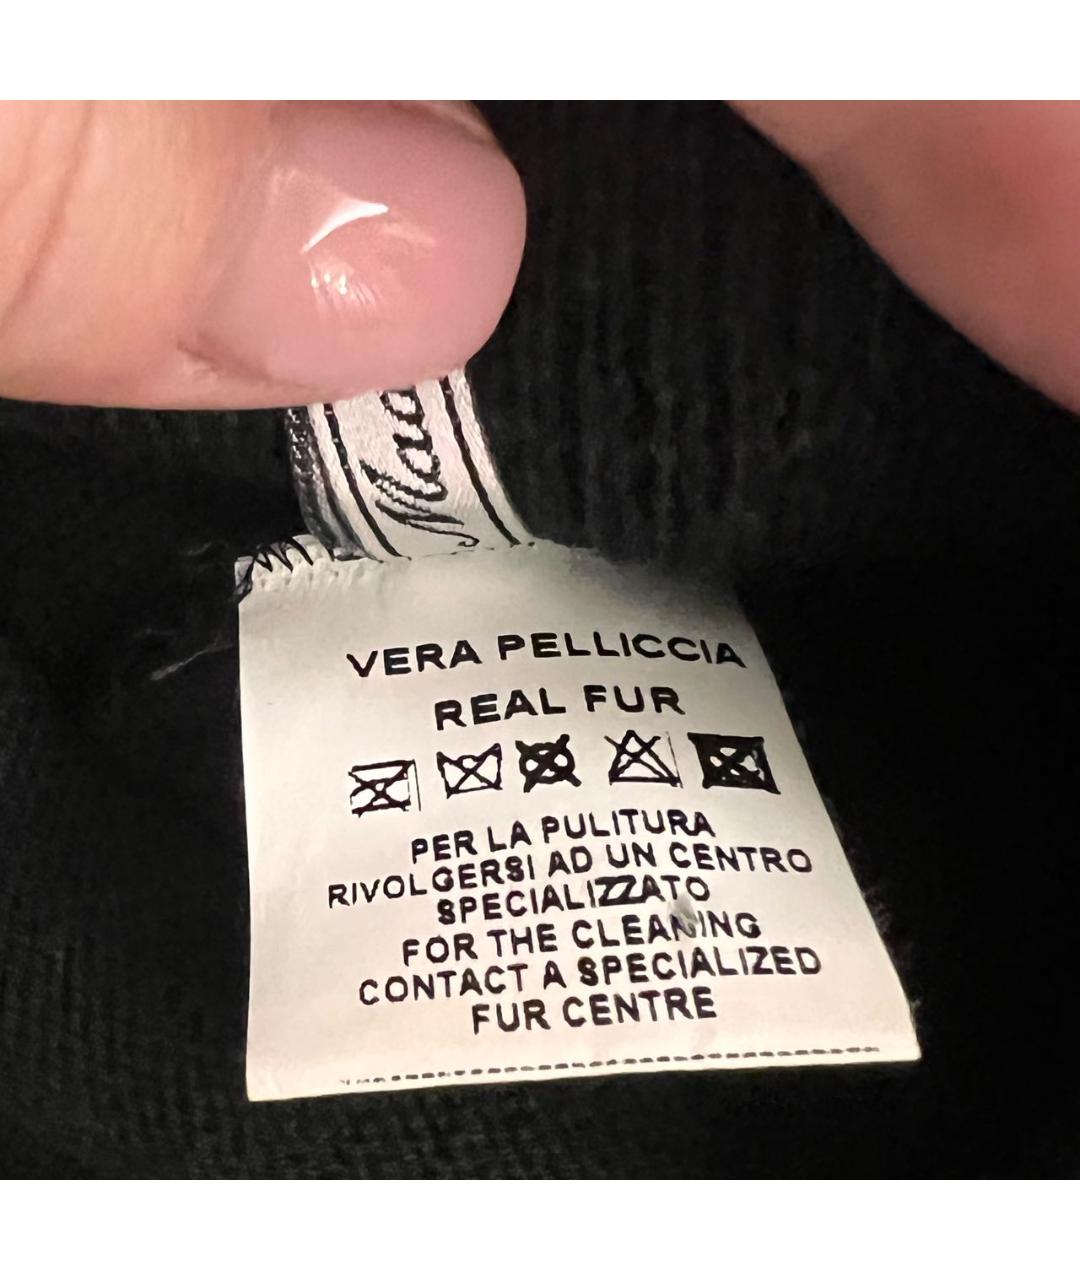 VERA PELLICCIA
REAL FUR
PER LA PULITURA
RIVOLGERSI AD UN CENTRO
SPECIALIZZATO
FOR THE CLEANING
CONTACT A SPECIALIZED
FUR CENTRE